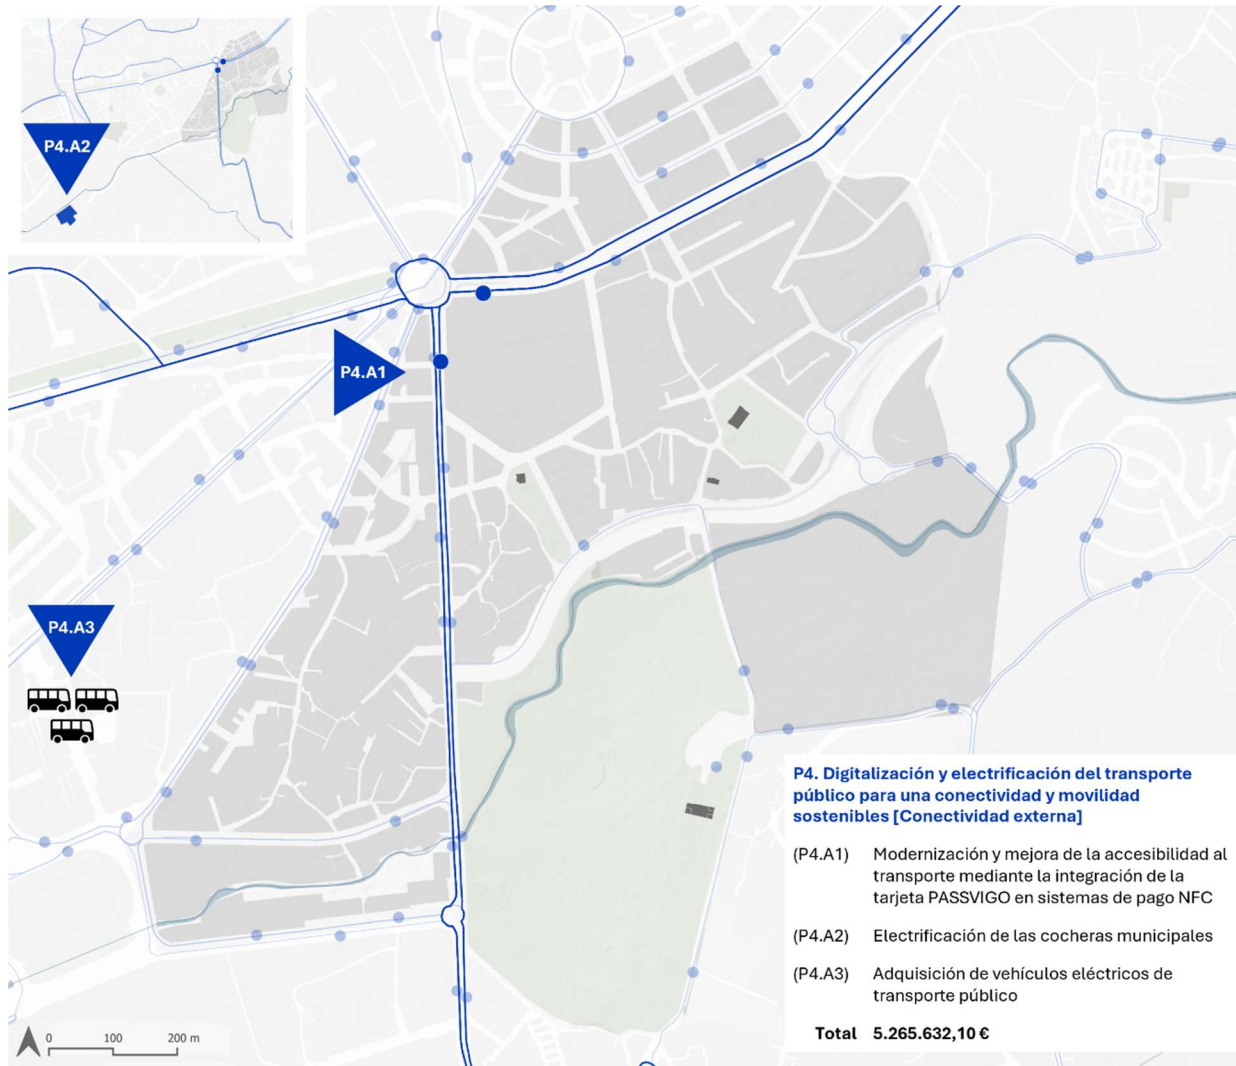 P4.A2
P4.A1
P4.A3
P4. Digitalización y electrificación del transporte
público para una conectividad y movilidad
sostenibles [Conectividad externa]
(P4.A1) Modernización y mejora de la accesibilidad al
transporte mediante la integración de la
tarjeta PASSVIGO en sistemas de pago NFC
(P4.A2) Electrificación de las cocheras municipales
(P4.A3) Adquisición de vehículos eléctricos de
transporte público
Total 5.265.632,10 €
0 100 200 m